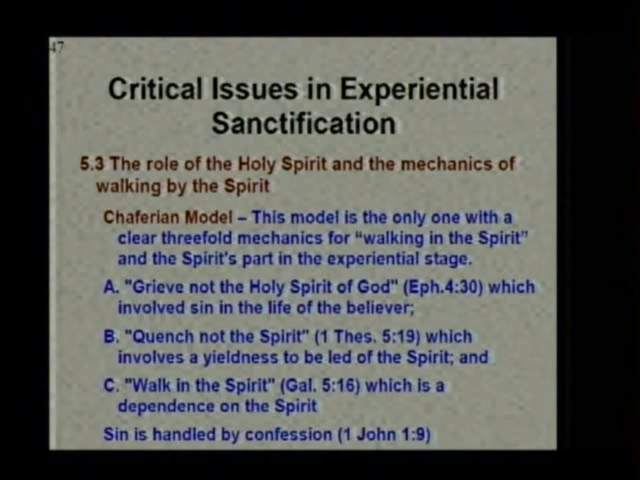 47
Critical Issues in Experiential
Sanctification
5.3 The role of the Holy Spirit and the mechanics of
walking by the Spirit
Chaferian Model – This model is the only one with a
clear threefold mechanics for “walking in the Spirit”
and the Spirit's part in the experiential stage.
A. "Grieve not the Holy Spirit of God" (Eph.4:30) which
involved sin in the life of the believer;
B. "Quench not the Spirit" (1 Thes. 5:19) which
involves a yieldness to be led of the Spirit; and
C. "Walk in the Spirit" (Gal. 5:16) which is a
dependence on the Spirit
Sin is handled by confession (1 John 1:9)